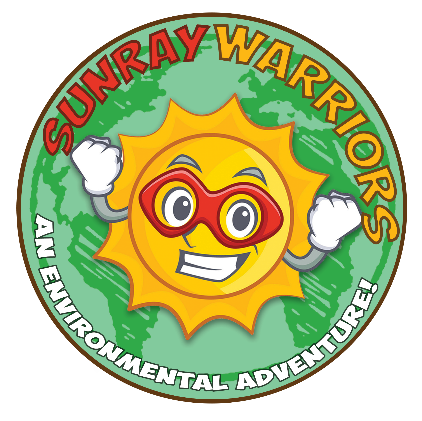 SUNRAY WARRIORS
AN ENVIRONMENTAL ADVENTURE!